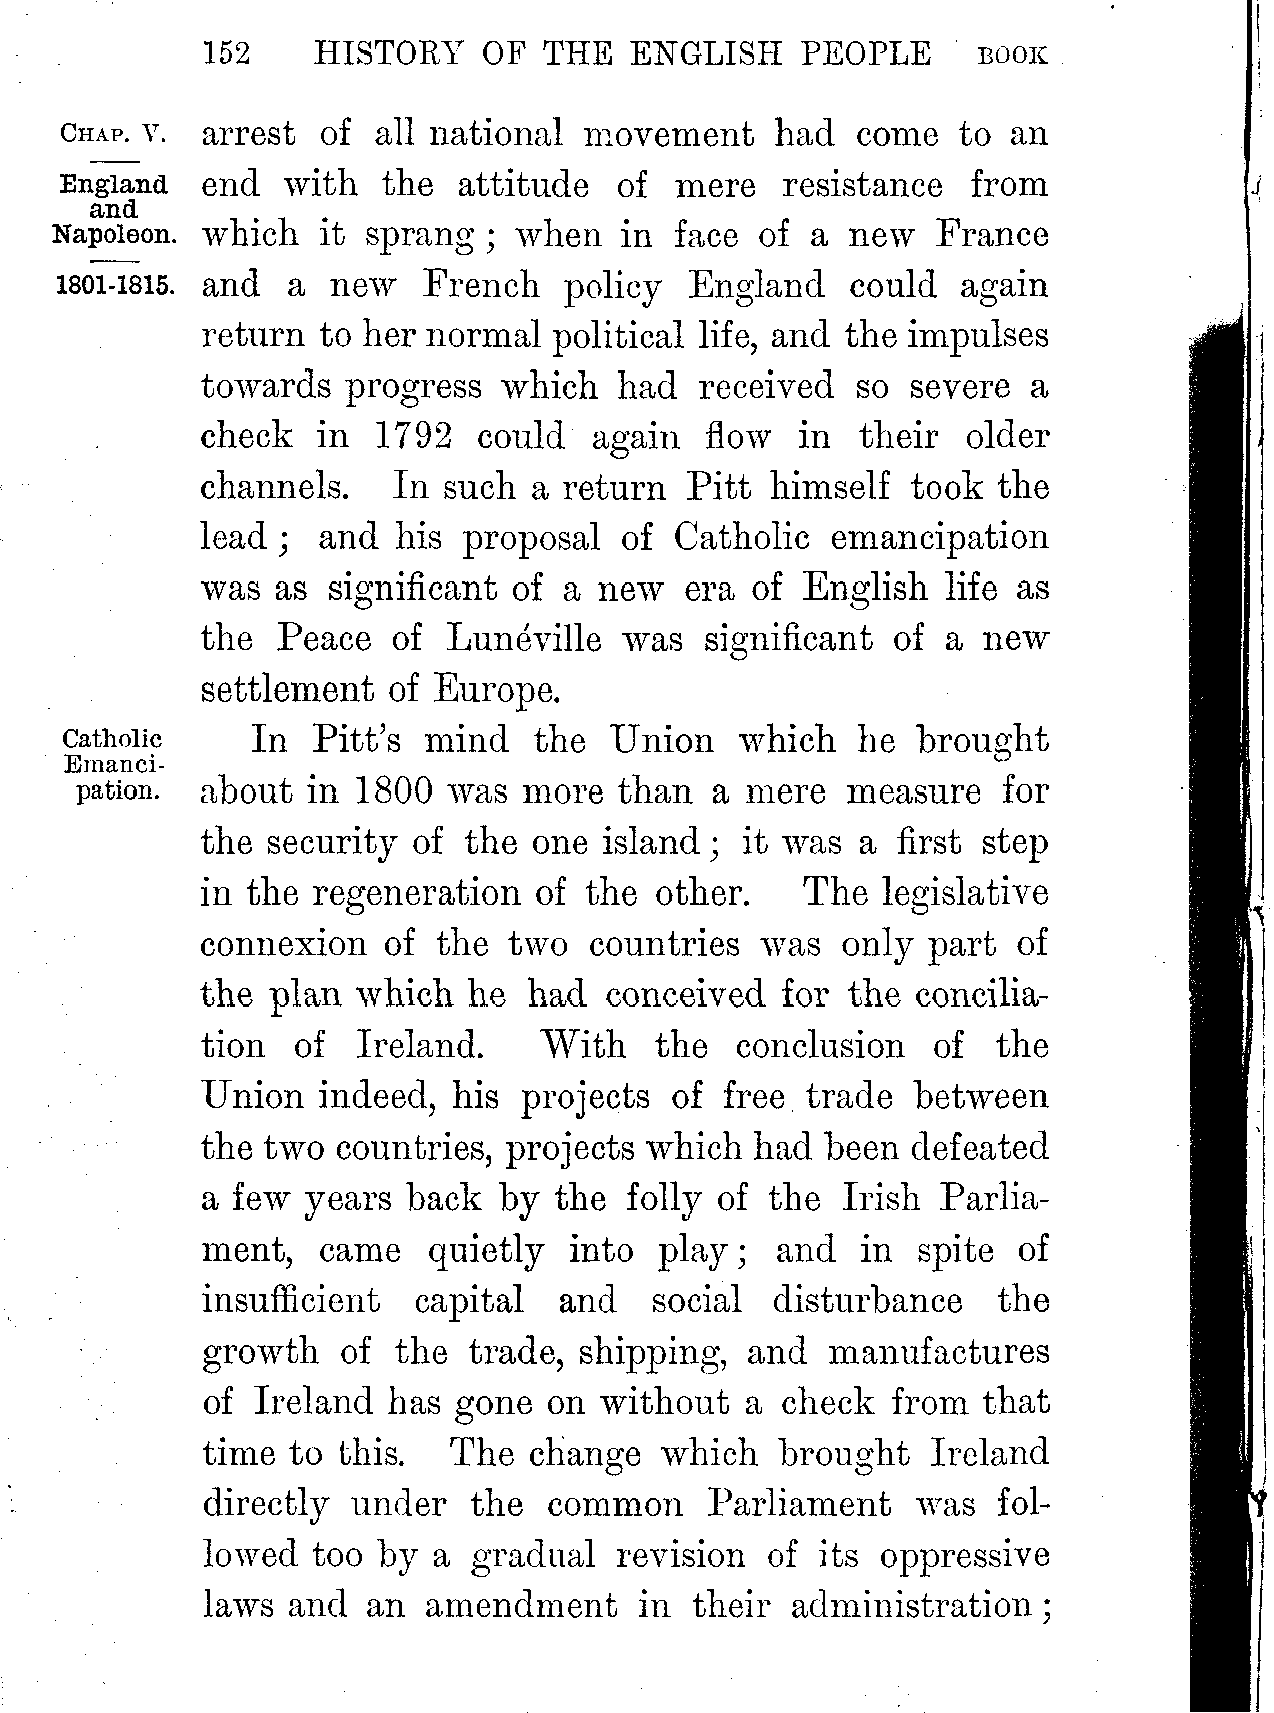 152 HISTORY OF THE ENGLISH PEOPLE BOOK
CHAP. V.
England
and
Napoleon.
1801-1815.
arrest of all national movement had come to an
end with the attitude of mere resistance from
which it sprang ; when in face of a new France
and a new French policy England could again
return to her normal political life, and the impulses
towards progress which had received so severe a
check in 1792 could again flow in their older
channels. In such a return Pitt himself took the
lead ; and his proposal of Catholic emancipation
was as significant of a new era of English life as
the Peace of Lunéville was significant of a new
settlement of Europe.
Catholic
Emanci-
pation.
In Pitt's mind the Union which he brought
about in 1800 was more than a mere measure for
the security of the one island ; it was a first step
in the regeneration of the other. The legislative
connexion of the two countries was only part of
the plan which he had conceived for the concilia-
tion of Ireland. With the conclusion of the
Union indeed, his projects of free trade between
the two countries, projects which had been defeated
a few years back by the folly of the Irish Parlia-
ment, came quietly into play ; and in spite of
insufficient capital and social disturbance the
growth of the trade, shipping, and manufactures
of Ireland has gone on without a check from that
time to this. The change which brought Ireland
directly under the common Parliament was fol-
lowed too by a gradual revision of its oppressive
laws and an amendment in their administration ;